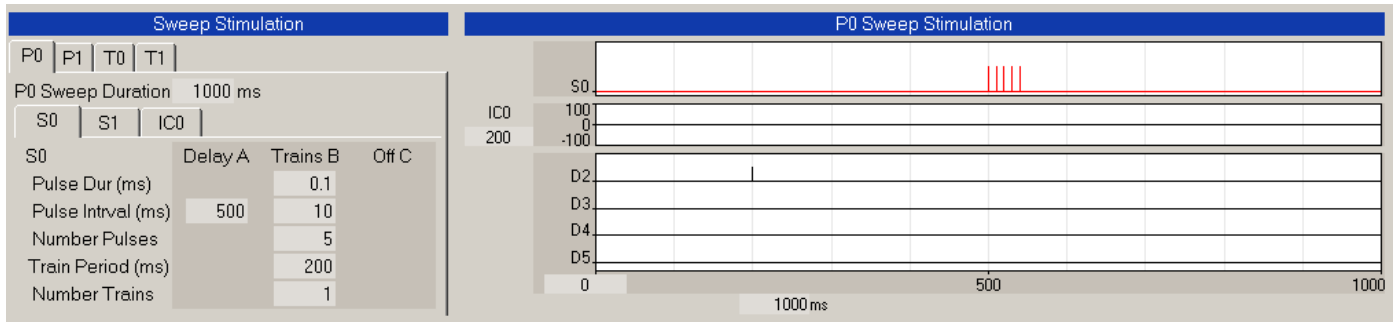 Sweep Stimulation
P0 P1 T0 T1
P0 Sweep Duration 1000 ms
S0 S1 IC0
S0 Delay A Trains B Off C
Pulse Dur (ms) 0.1
Pulse Intrval (ms) 500 10
Number Pulses 5
Train Period (ms) 200
Number Trains 1
P0 Sweep Stimulation
S0
IC0 100
0
200 -100
D2
D3
D4
D5
0 500 1000
1000 ms